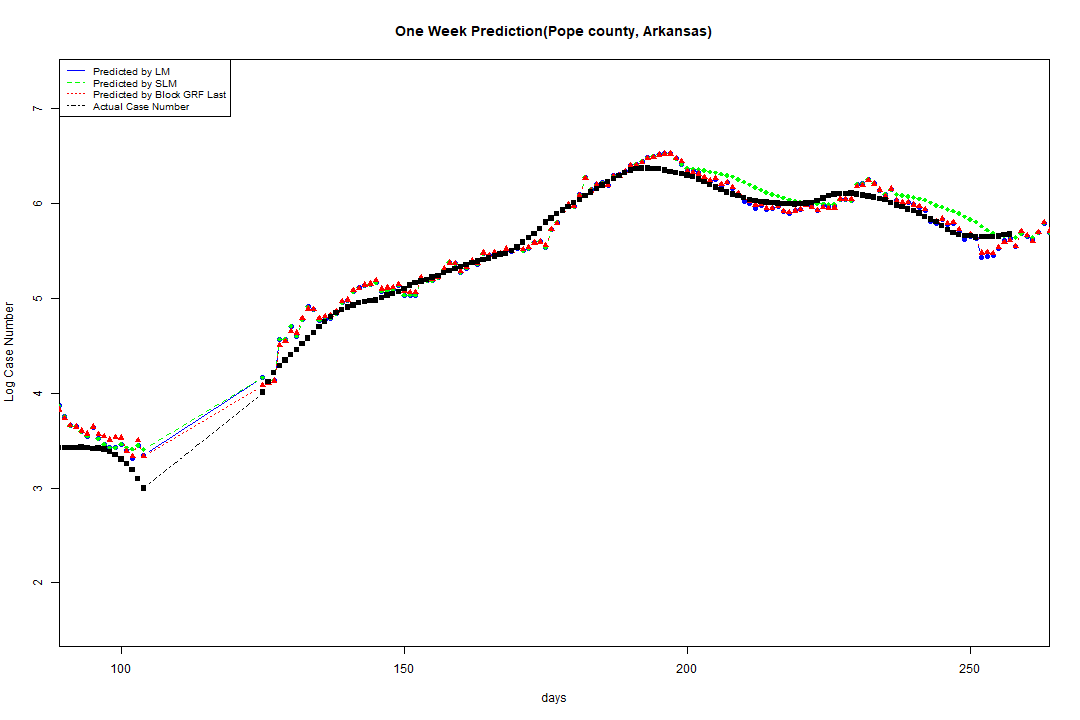 One Week Prediction(Pope county, Arkansas)
Predicted by LM
Predicted by SLM
Predicted by Block GRF Last
Actual Case Number
7
6
5
4
3
2
Log Case Number
100 150 200 250
days